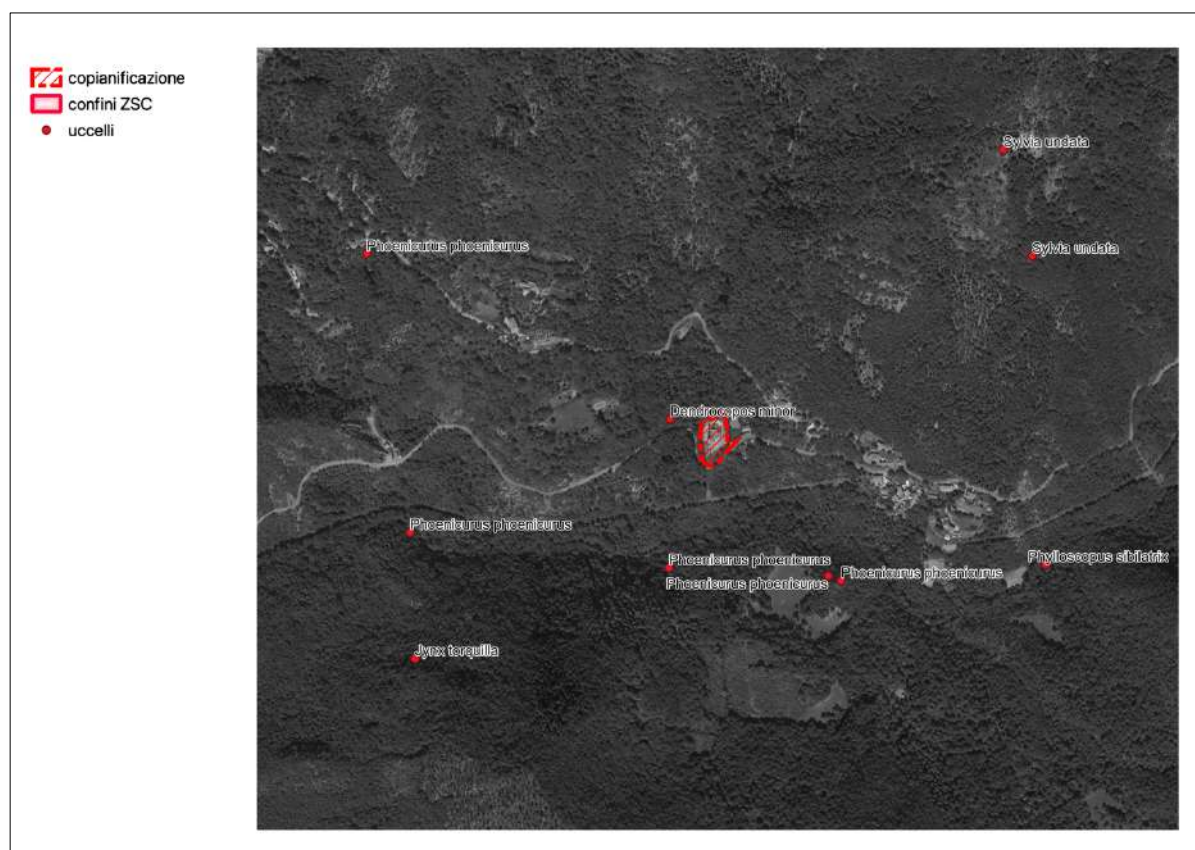 copianificazione
confini ZSC
uccelli
Sylvia undata
Phoenicurus phoenicurus
Sylvia undata
Dendrocopos minor
Phoenicurus phoenicurus
Phoenicurus phoenicurus
Phylloscopus sibilatrix
Phoenicurus phoenicurus
Phoenicurus phoenicurus
Jynx torquilla